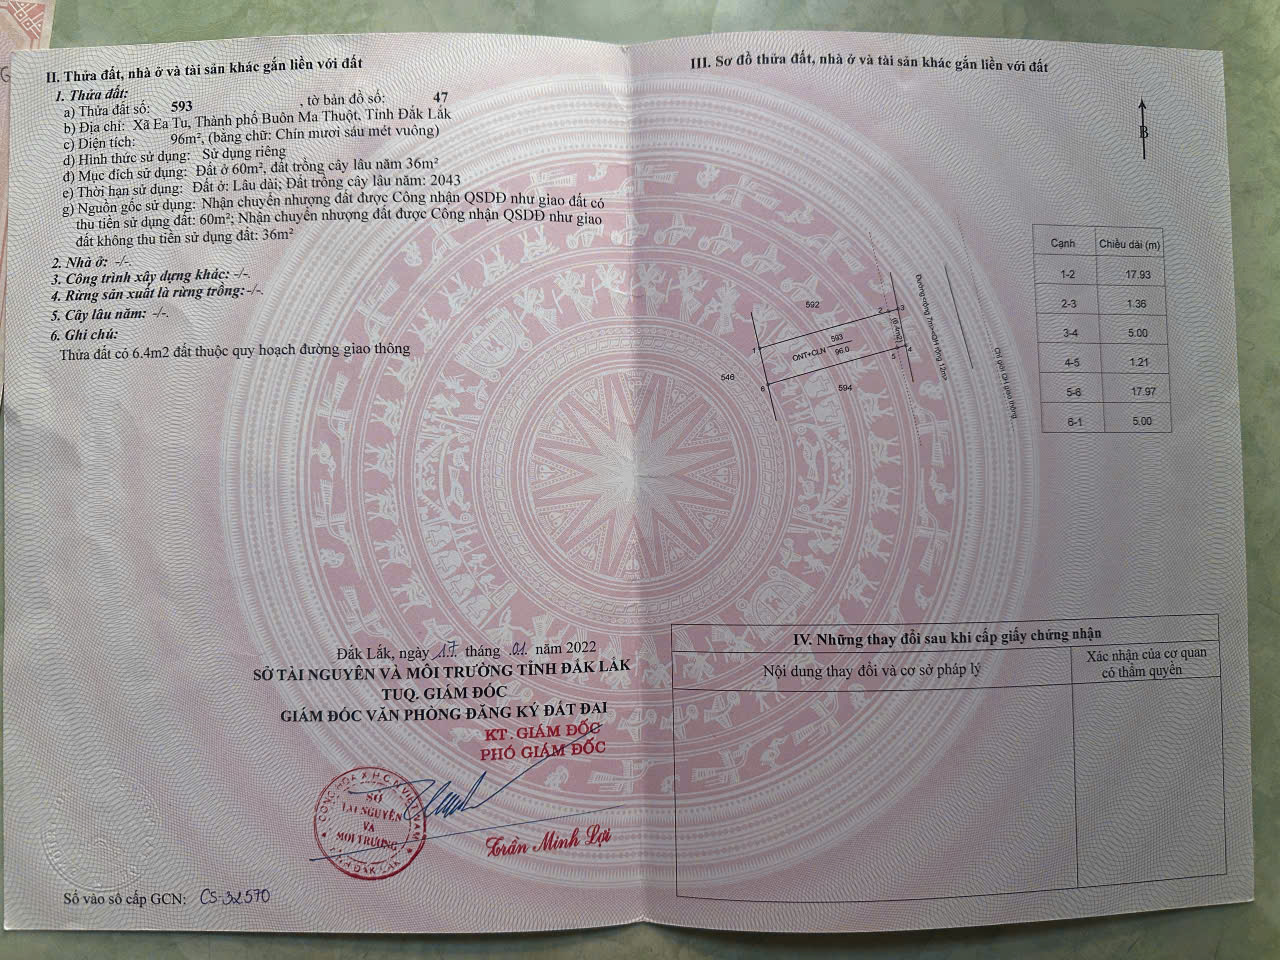 II. Thửa đất, nhà ở và tài sản khác gắn liền với đất
1. Thửa đất:
a) Thửa đất số: 593 , tờ bản đồ số: 47
b) Địa chỉ: Xã Ea Tu, Thành phố Buôn Ma Thuột, Tỉnh Đắk Lắk
c) Diện tích: 96m², (bằng chữ: Chín mươi sáu mét vuông)
d) Hình thức sử dụng: Sử dụng riêng
đ) Mục đích sử dụng: Đất ở 60m², đất trồng cây lâu năm 36m²
e) Thời hạn sử dụng: Đất ở: Lâu dài; Đất trồng cây lâu năm: 2043
g) Nguồn gốc sử dụng: Nhận chuyển nhượng đất được Công nhận QSDĐ như giao đất có
thu tiền sử dụng đất: 60m²; Nhận chuyển nhượng đất được Công nhận QSDĐ như giao
đất không thu tiền sử dụng đất: 36m²
2. Nhà ở: -/-.
3. Công trình xây dựng khác: -/-.
4. Rừng sản xuất là rừng trồng:-/-.
5. Cây lâu năm: -/-.
6. Ghi chú:
Thửa đất có 6.4m2 đất thuộc quy hoạch đường giao thông
Đắk Lắk, ngày 17 tháng 01 năm 2022
SỞ TÀI NGUYÊN VÀ MÔI TRƯỜNG TỈNH ĐẮK LẮK
TUQ. GIÁM ĐỐC
GIÁM ĐỐC VĂN PHÒNG ĐĂNG KÝ ĐẤT ĐAI
KT. GIÁM ĐỐC
PHÓ GIÁM ĐỐC
CỘNG HÒA X.H.C.N VIỆT NAM
SỞ
TÀI NGUYÊN
VÀ
MÔI TRƯỜNG
TỈNH ĐẮK LẮK
Trần Minh Lợi
Số vào sổ cấp GCN: CS-32570
III. Sơ đồ thửa đất, nhà ở và tài sản khác gắn liền với đất
B
592
2
3
(6.4m2)
593
ONT+CLN
96.0
1
4
5
6
546
594
Chỉ giới QH giao thông
Cạnh Chiều dài (m)
1-2 17.93
2-3 1.36
3-4 5.00
4-5 1.21
5-6 17.97
6-1 5.00
IV. Những thay đổi sau khi cấp giấy chứng nhận
Nội dung thay đổi và cơ sở pháp lý
Xác nhận của cơ quan
có thẩm quyền